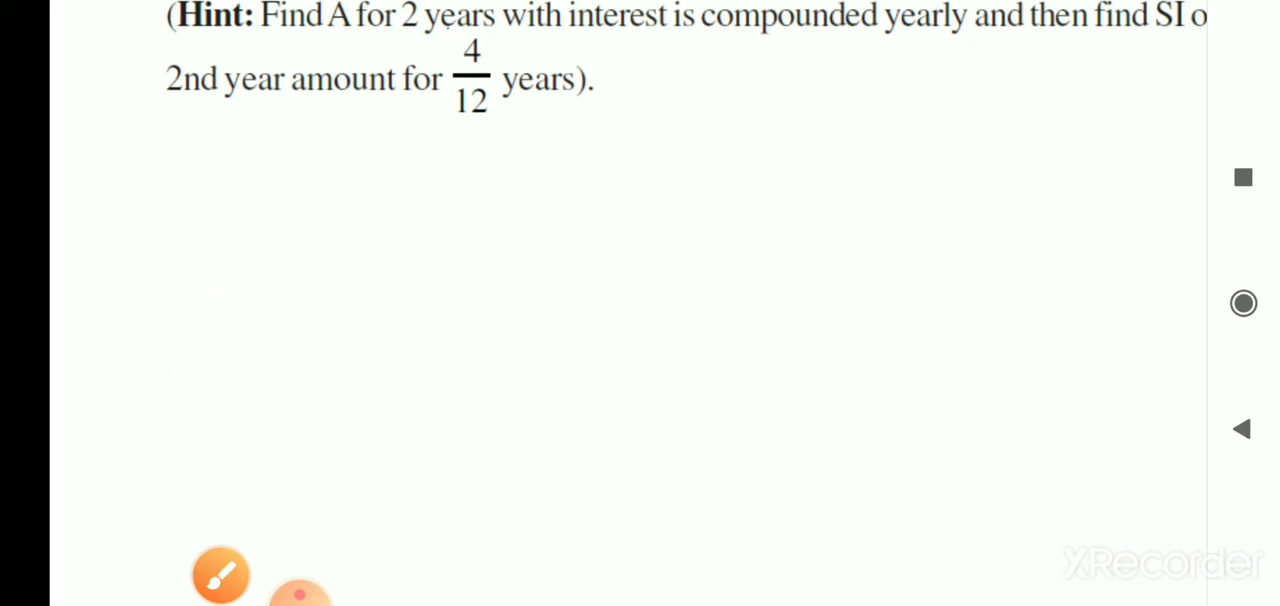 (Hint: Find A for 2 years with interest is compounded yearly and then find SI o
2nd year amount for 4/12 years).
XRecorder